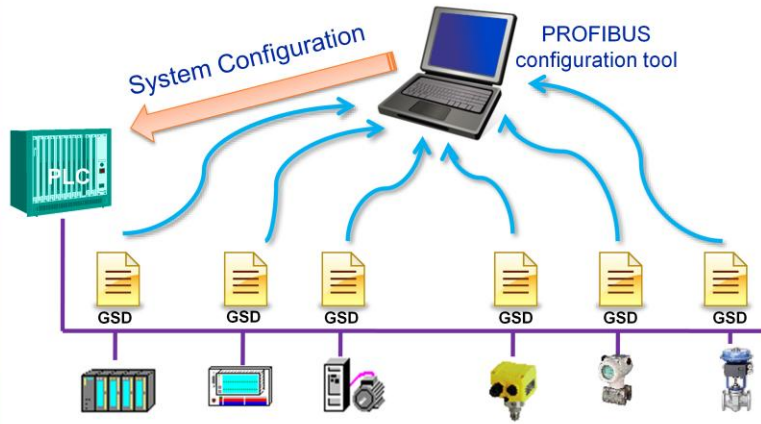 System Configuration
PROFIBUS
configuration tool
PLC
GSD
GSD
GSD
GSD
GSD
GSD